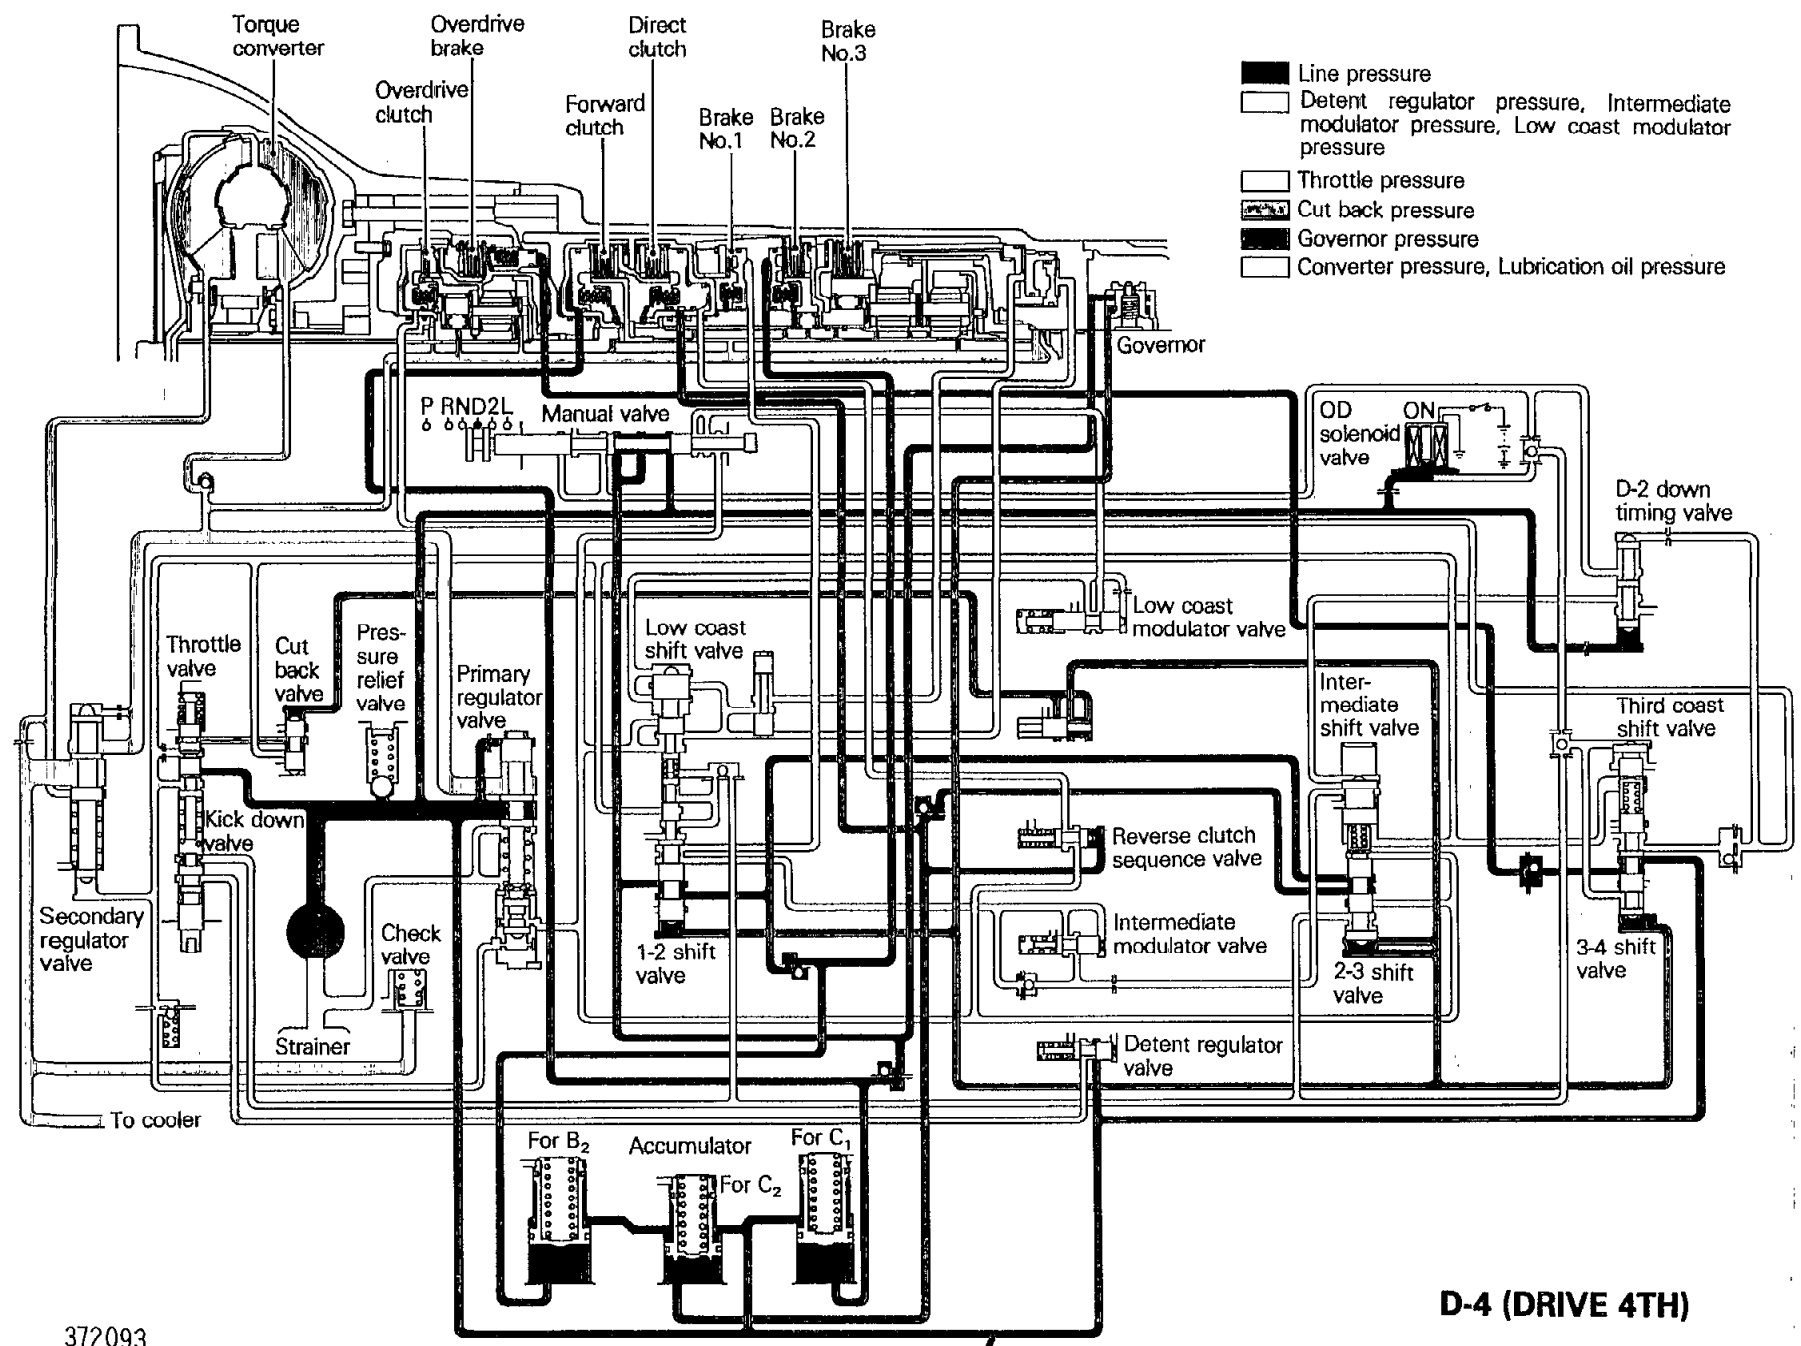 Torque
converter
Overdrive
brake
Direct
clutch
Brake
No.3
Overdrive
clutch
Forward
clutch
Brake
No.1
Brake
No.2
Line pressure
Detent regulator pressure, Intermediate
modulator pressure, Low coast modulator
pressure
Throttle pressure
Cut back pressure
Governor pressure
Converter pressure, Lubrication oil pressure
Governor
P RND2L
Manual valve
OD
solenoid
valve
ON
D-2 down
timing valve
Low coast
modulator valve
Throttle
valve
Cut
back
valve
Pres-
sure
relief
valve
Primary
regulator
valve
Low coast
shift valve
Inter-
mediate
shift valve
Third coast
shift valve
Kick down
valve
Reverse clutch
sequence valve
Secondary
regulator
valve
Check
valve
1-2 shift
valve
Intermediate
modulator valve
2-3 shift
valve
3-4 shift
valve
Strainer
Detent regulator
valve
To cooler
For B₂
Accumulator
For C₁
For C₂
D-4 (DRIVE 4TH)
372093